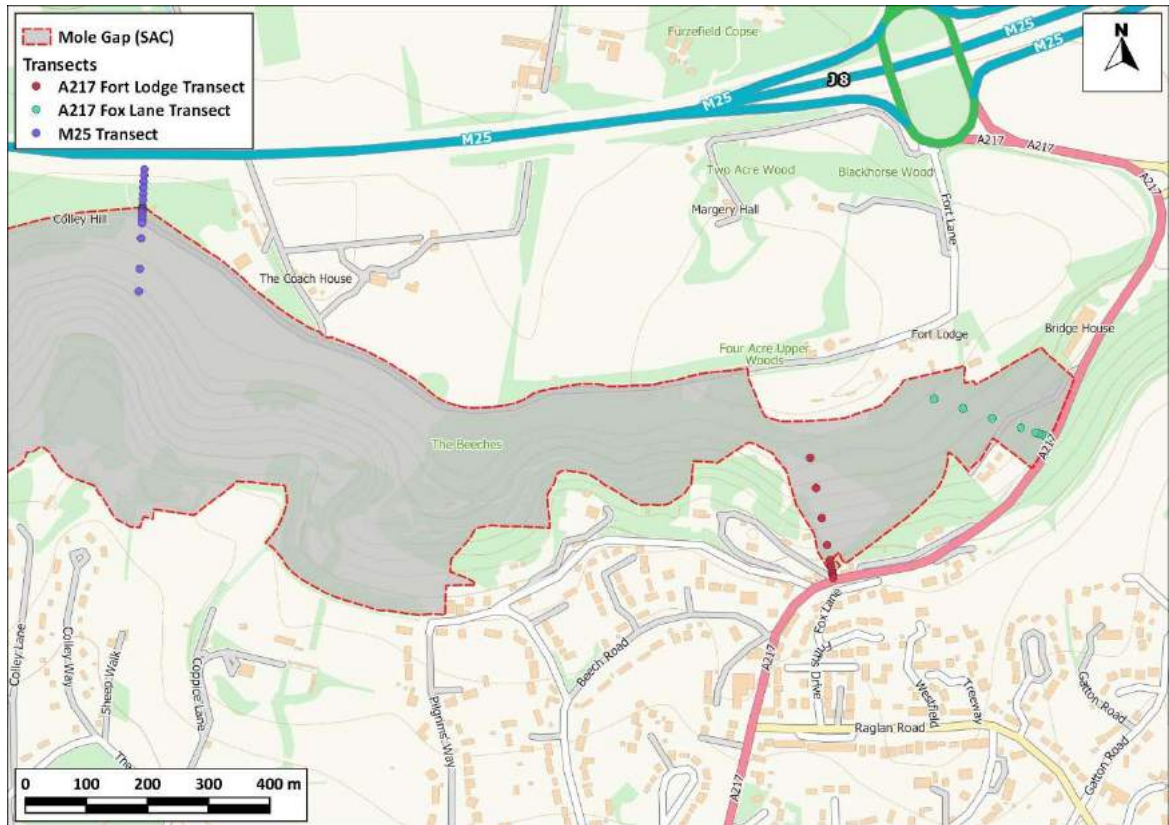 Mole Gap (SAC)
Transects
A217 Fort Lodge Transect
A217 Fox Lane Transect
M25 Transect
N
Furzefield Copse
M25
M25
J8
M25
M25
A217
A217
A217
Two Acre Wood
Blackhorse Wood
Margery Hall
Fort Lane
Colley Hill
The Coach House
Fort Lodge
Bridge House
Four Acre Upper
Woods
The Beeches
A217
Fox Lane
Colley Lane
Colley Way
Sheep Walk
Coppice Lane
Pilgrims' Way
Beech Road
A217
Firs
Drive
Westfield
Treeway
Gatton Road
Raglan Road
Gatton Road
The
A217
0 100 200 300 400 m